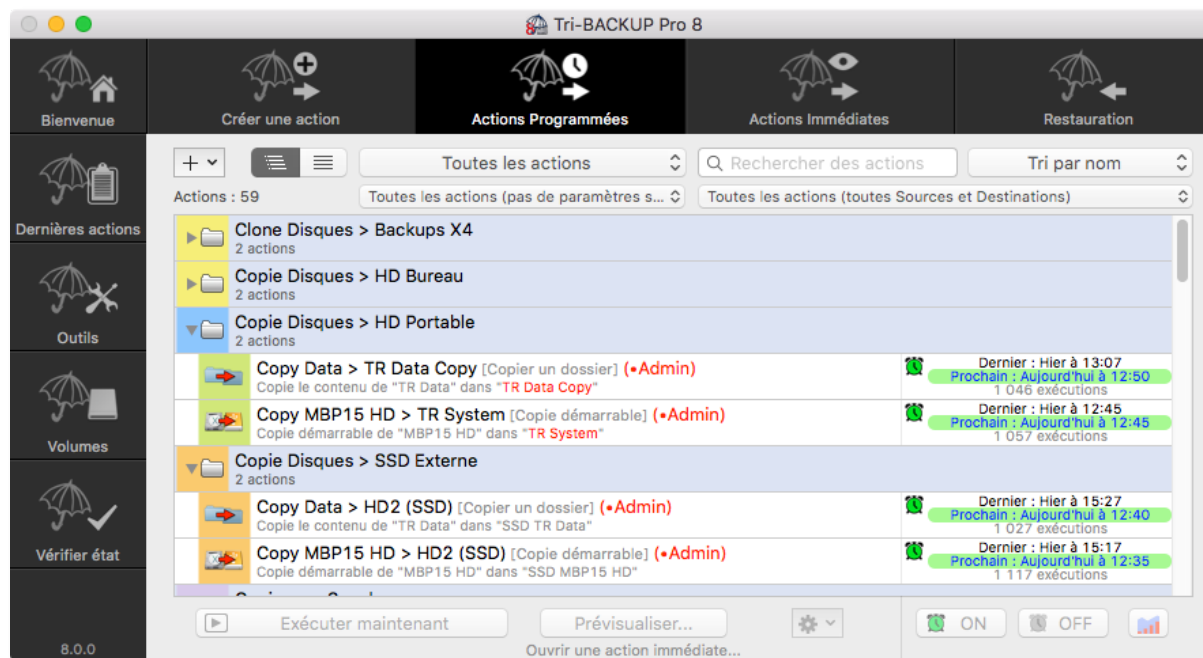 Tri-BACKUP Pro 8
Bienvenue
Créer une action
Actions Programmées
Actions Immédiates
Restauration
Dernières actions
Outils
Volumes
Vérifier état
8.0.0
Toutes les actions
Rechercher des actions
Tri par nom
Actions : 59
Toutes les actions (pas de paramètres s...
Toutes les actions (toutes Sources et Destinations)
Clone Disques > Backups X4
2 actions
Copie Disques > HD Bureau
2 actions
Copie Disques > HD Portable
2 actions
Copy Data > TR Data Copy [Copier un dossier] (•Admin)
Copie le contenu de "TR Data" dans "TR Data Copy"
Dernier : Hier à 13:07
Prochain : Aujourd'hui à 12:50
1 046 exécutions
Copy MBP15 HD > TR System [Copie démarrable] (•Admin)
Copie démarrable de "MBP15 HD" dans "TR System"
Dernier : Hier à 12:45
Prochain : Aujourd'hui à 12:45
1 057 exécutions
Copie Disques > SSD Externe
2 actions
Copy Data > HD2 (SSD) [Copier un dossier] (•Admin)
Copie le contenu de "TR Data" dans "SSD TR Data"
Dernier : Hier à 15:27
Prochain : Aujourd'hui à 12:40
1 027 exécutions
Copy MBP15 HD > HD2 (SSD) [Copie démarrable] (•Admin)
Copie démarrable de "MBP15 HD" dans "SSD MBP15 HD"
Dernier : Hier à 15:17
Prochain : Aujourd'hui à 12:35
1 117 exécutions
Exécuter maintenant
Prévisualiser...
ON
OFF
Ouvrir une action immédiate...